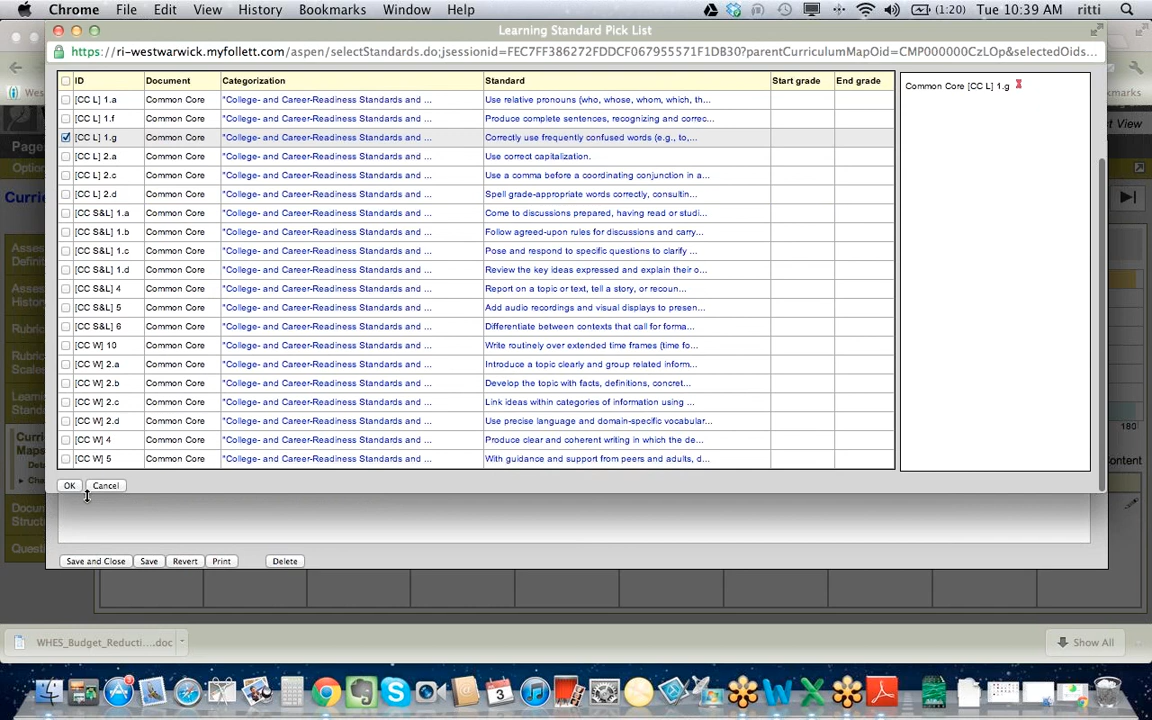 Chrome File Edit View History Bookmarks Window Help (1:20) Tue 10:39 AM ritti
Learning Standard Pick List
https://ri-westwarwick.myfollett.com/aspen/selectStandards.do;jsessionid=FEC7FF386272FDDCF067955571F1DB30?parentCurriculumMapOid=CMP000000CzLOp&selectedOids...
ID Document Categorization Standard Start grade End grade
[CC L] 1.a Common Core "College- and Career-Readiness Standards and ... Use relative pronouns (who, whose, whom, which, th...
Common Core [CC L] 1.g
[CC L] 1.f Common Core "College- and Career-Readiness Standards and ... Produce complete sentences, recognizing and correc...
[CC L] 1.g Common Core "College- and Career-Readiness Standards and ... Correctly use frequently confused words (e.g., to,...
[CC L] 2.a Common Core "College- and Career-Readiness Standards and ... Use correct capitalization.
[CC L] 2.c Common Core "College- and Career-Readiness Standards and ... Use a comma before a coordinating conjunction in a...
[CC L] 2.d Common Core "College- and Career-Readiness Standards and ... Spell grade-appropriate words correctly, consultin...
[CC S&L] 1.a Common Core "College- and Career-Readiness Standards and ... Come to discussions prepared, having read or studi...
[CC S&L] 1.b Common Core "College- and Career-Readiness Standards and ... Follow agreed-upon rules for discussions and carry...
[CC S&L] 1.c Common Core "College- and Career-Readiness Standards and ... Pose and respond to specific questions to clarify ...
[CC S&L] 1.d Common Core "College- and Career-Readiness Standards and ... Review the key ideas expressed and explain their o...
[CC S&L] 4 Common Core "College- and Career-Readiness Standards and ... Report on a topic or text, tell a story, or recoun...
[CC S&L] 5 Common Core "College- and Career-Readiness Standards and ... Add audio recordings and visual displays to presen...
[CC S&L] 6 Common Core "College- and Career-Readiness Standards and ... Differentiate between contexts that call for forma...
[CC W] 10 Common Core "College- and Career-Readiness Standards and ... Write routinely over extended time frames (time fo...
[CC W] 2.a Common Core "College- and Career-Readiness Standards and ... Introduce a topic clearly and group related inform...
[CC W] 2.b Common Core "College- and Career-Readiness Standards and ... Develop the topic with facts, definitions, concret...
[CC W] 2.c Common Core "College- and Career-Readiness Standards and ... Link ideas within categories of information using ...
[CC W] 2.d Common Core "College- and Career-Readiness Standards and ... Use precise language and domain-specific vocabular...
[CC W] 4 Common Core "College- and Career-Readiness Standards and ... Produce clear and coherent writing in which the de...
[CC W] 5 Common Core "College- and Career-Readiness Standards and ... With guidance and support from peers and adults, d...
OK Cancel
Save and Close Save Revert Print Delete
180
WHES_Budget_Reducti....doc
Show All
3